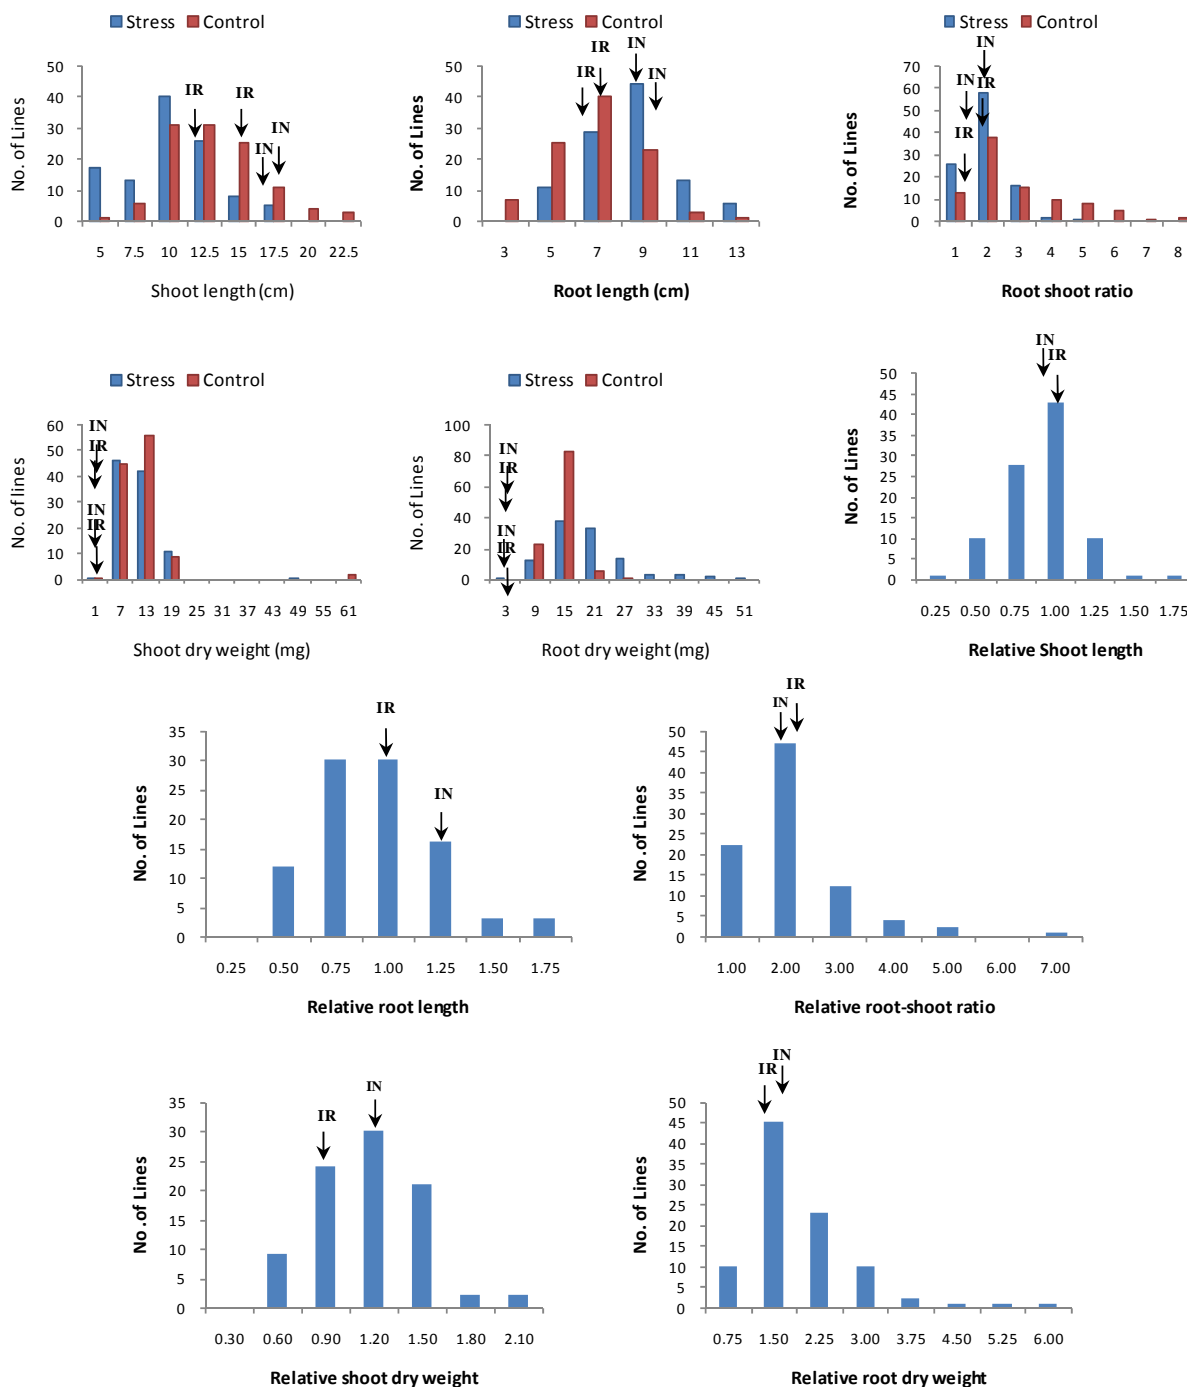 Stress Control
No. of Lines
50
40
30
20
10
0
IR IR IN IN
5 7.5 10 12.5 15 17.5 20 22.5
Shoot length (cm)
Stress Control
No. of Lines
50
40
30
20
10
0
IR IR IN IN
3 5 7 9 11 13
Root length (cm)
Stress Control
No. of Lines
70
60
50
40
30
20
10
0
IN
IN IR
IR
1 2 3 4 5 6 7 8
Root shoot ratio
Stress Control
No. of lines
60
50
40
30
20
10
0
IN
IR
IN
IR
1 7 13 19 25 31 37 43 49 55 61
Shoot dry weight (mg)
Stress Control
No. of Lines
100
80
60
40
20
0
IN
IR
IN
IR
3 9 15 21 27 33 39 45 51
Root dry weight (mg)
No. of Lines
50
45
40
35
30
25
20
15
10
5
0
IN
IR
0.25 0.50 0.75 1.00 1.25 1.50 1.75
Relative Shoot length
No. of Lines
35
30
25
20
15
10
5
0
IR
IN
0.25 0.50 0.75 1.00 1.25 1.50 1.75
Relative root length
No .of Lines
50
45
40
35
30
25
20
15
10
5
0
IR
IN
1.00 2.00 3.00 4.00 5.00 6.00 7.00
Relative root-shoot ratio
No .of Lines
35
30
25
20
15
10
5
0
IR IN
0.30 0.60 0.90 1.20 1.50 1.80 2.10
Relative shoot dry weight
No. of Lines
50
45
40
35
30
25
20
15
10
5
0
IN
IR
0.75 1.50 2.25 3.00 3.75 4.50 5.25 6.00
Relative root dry weight